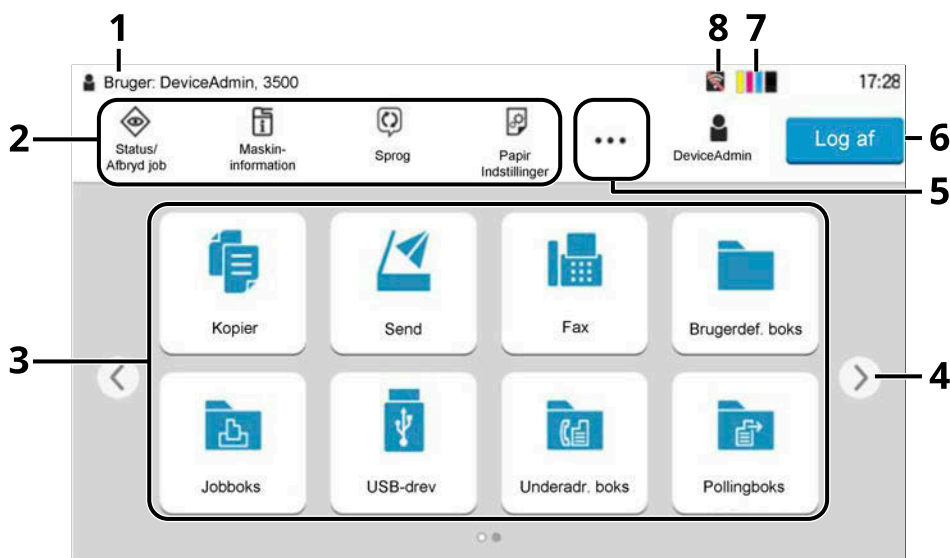 1
8
7
Bruger: DeviceAdmin, 3500
17:28
2
Status/
Afbryd job
Maskin-
information
Sprog
Papir
Indstillinger
DeviceAdmin
Log af
6
5
3
Kopier
Send
Fax
Brugerdef. boks
4
Jobboks
USB-drev
Underadr. boks
Pollingboks